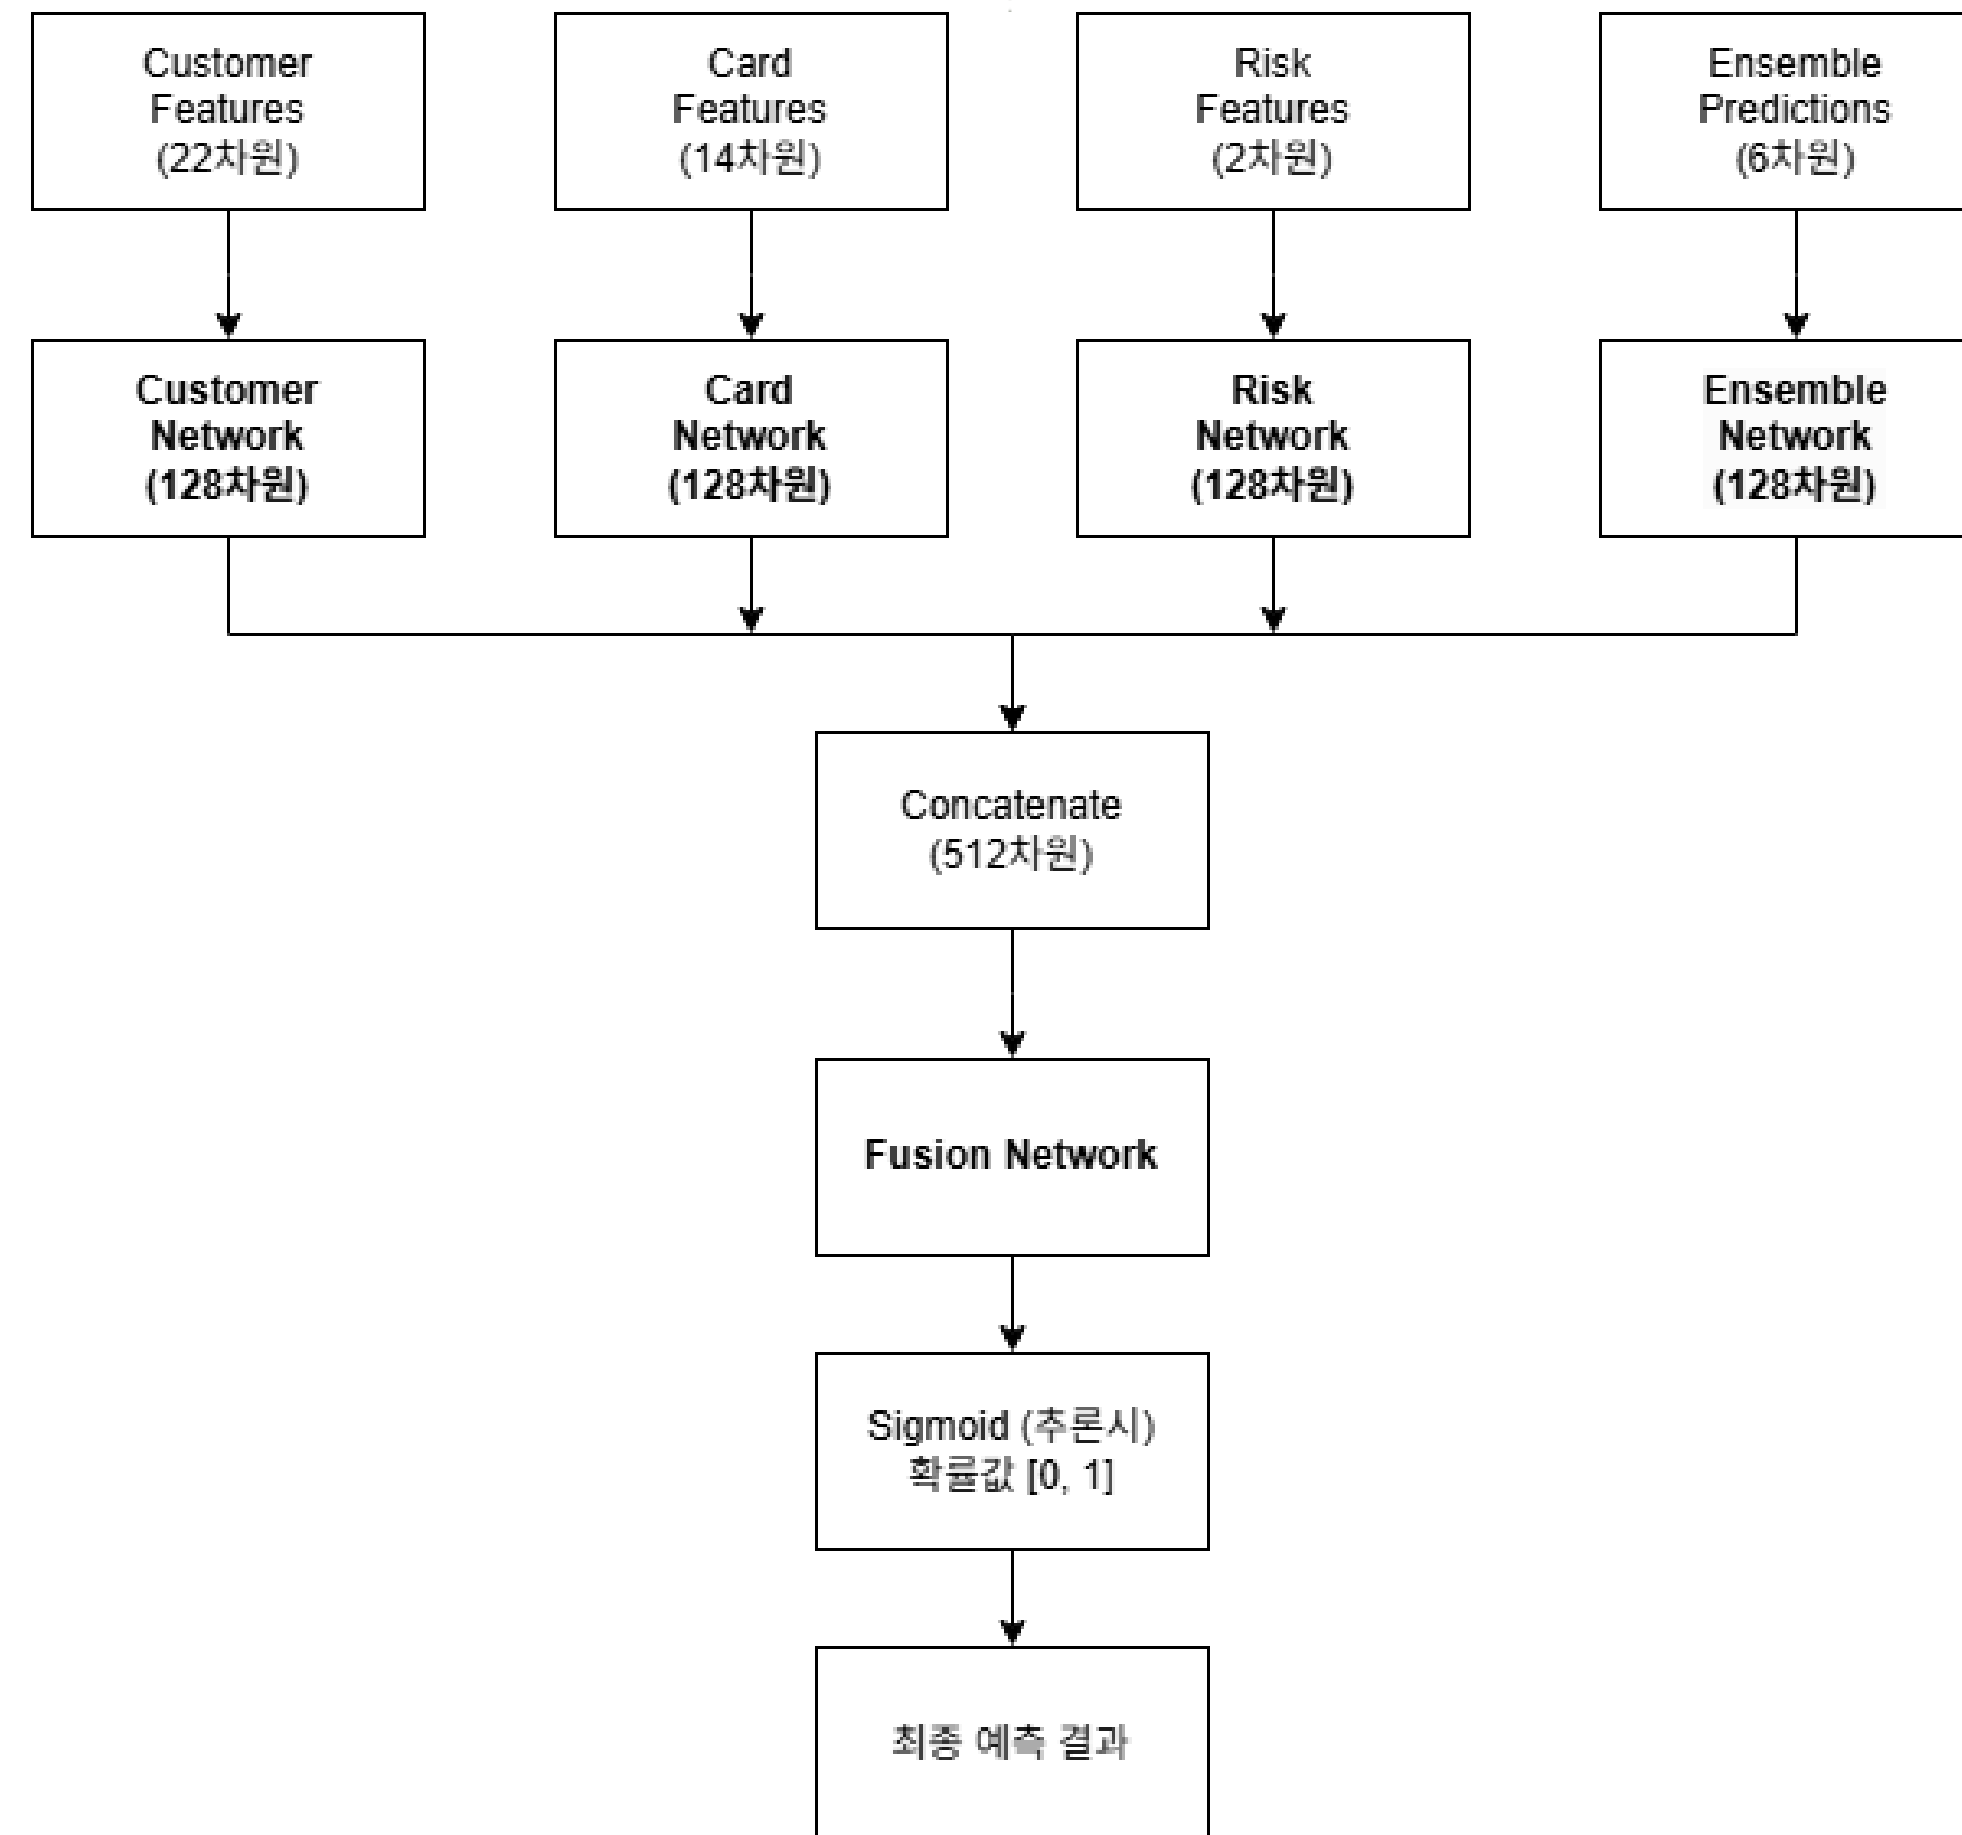 Customer
Features
(22차원)
Card
Features
(14차원)
Risk
Features
(2차원)
Ensemble
Predictions
(6차원)
Customer
Network
(128차원)
Card
Network
(128차원)
Risk
Network
(128차원)
Ensemble
Network
(128차원)
Concatenate
(512차원)
Fusion Network
Sigmoid (추론시)
확률값 [0, 1]
최종 예측 결과